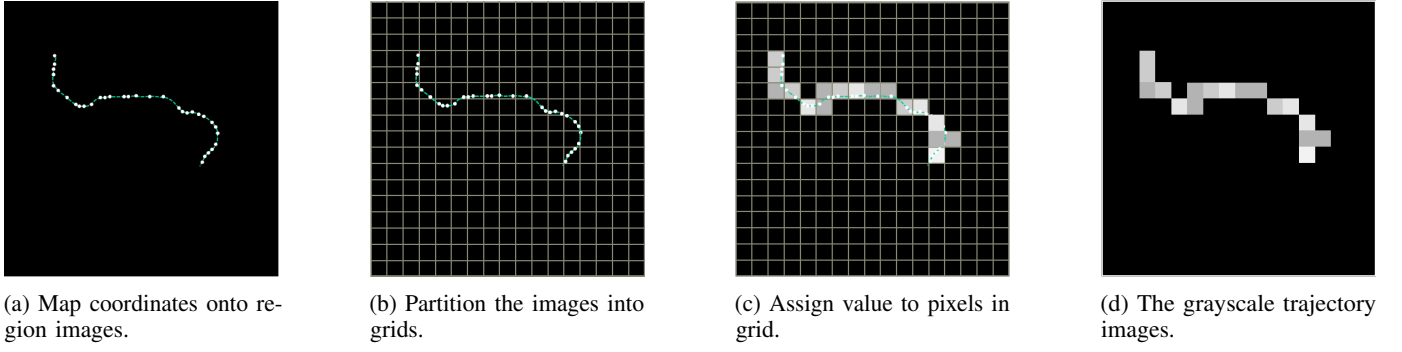 (a) Map coordinates onto re-
gion images.
(b) Partition the images into
grids.
(c) Assign value to pixels in
grid.
(d) The grayscale trajectory
images.